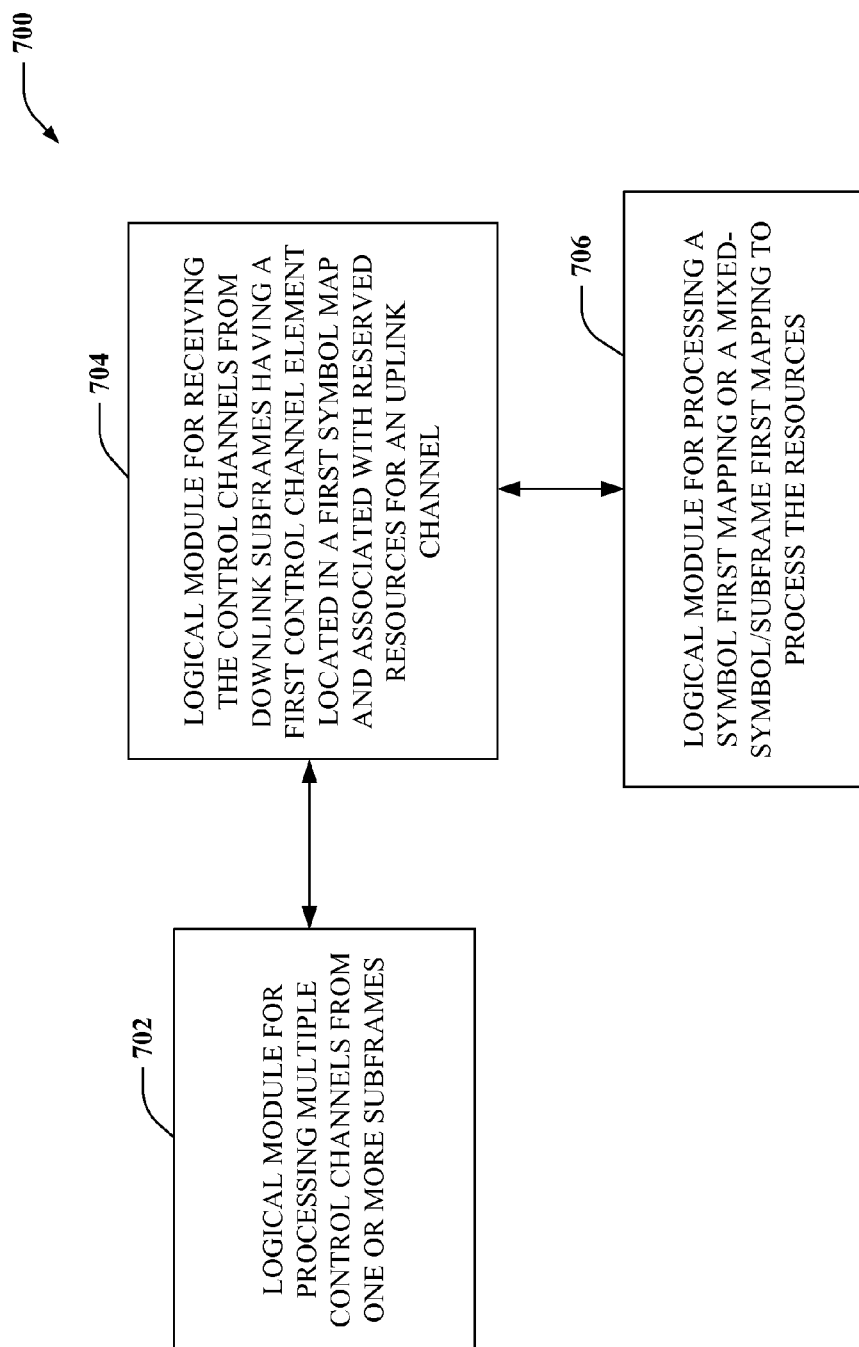 700
702
LOGICAL MODULE FOR
PROCESSING MULTIPLE
CONTROL CHANNELS FROM
ONE OR MORE SUBFRAMES
704
LOGICAL MODULE FOR RECEIVING
THE CONTROL CHANNELS FROM
DOWNLINK SUBFRAMES HAVING A
FIRST CONTROL CHANNEL ELEMENT
LOCATED IN A FIRST SYMBOL MAP
AND ASSOCIATED WITH RESERVED
RESOURCES FOR AN UPLINK
CHANNEL
706
LOGICAL MODULE FOR PROCESSING A
SYMBOL FIRST MAPPING OR A MIXED-
SYMBOL/SUBFRAME FIRST MAPPING TO
PROCESS THE RESOURCES